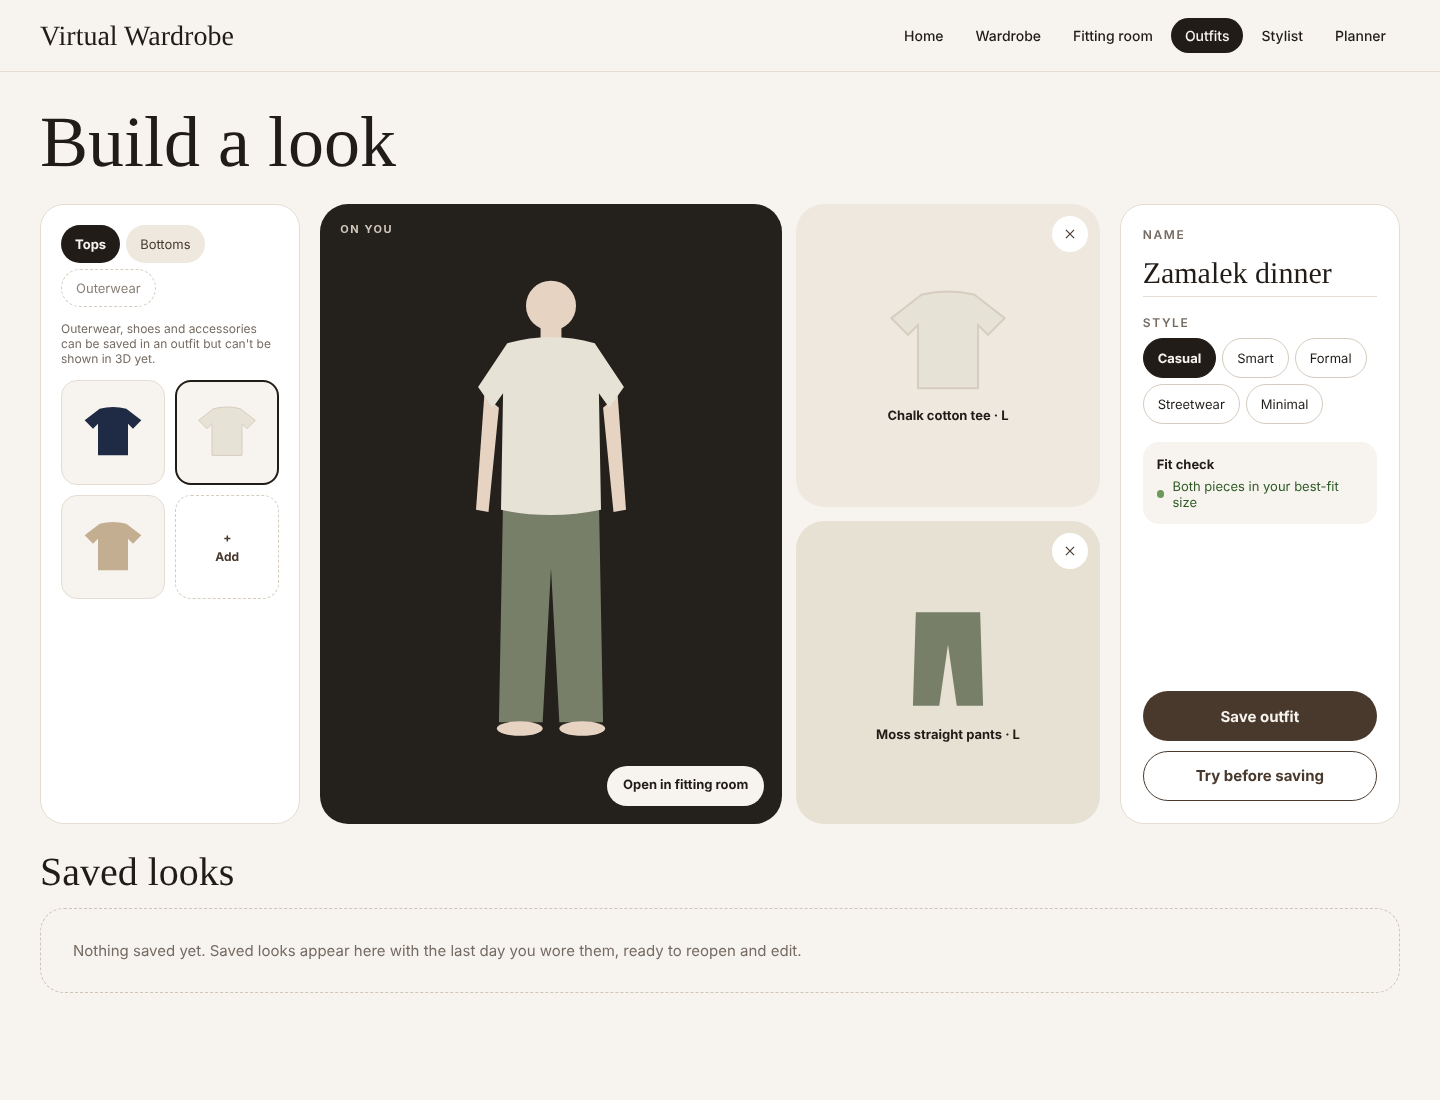 Virtual Wardrobe
Home
Wardrobe
Fitting room
Outfits
Stylist
Planner
Build a look
Tops
Bottoms
Outerwear
Outerwear, shoes and accessories
can be saved in an outfit but can't be
shown in 3D yet.
+
Add
ON YOU
Open in fitting room
×
Chalk cotton tee · L
×
Moss straight pants · L
NAME
Zamalek dinner
STYLE
Casual
Smart
Formal
Streetwear
Minimal
Fit check
Both pieces in your best-fit
size
Save outfit
Try before saving
Saved looks
Nothing saved yet. Saved looks appear here with the last day you wore them, ready to reopen and edit.